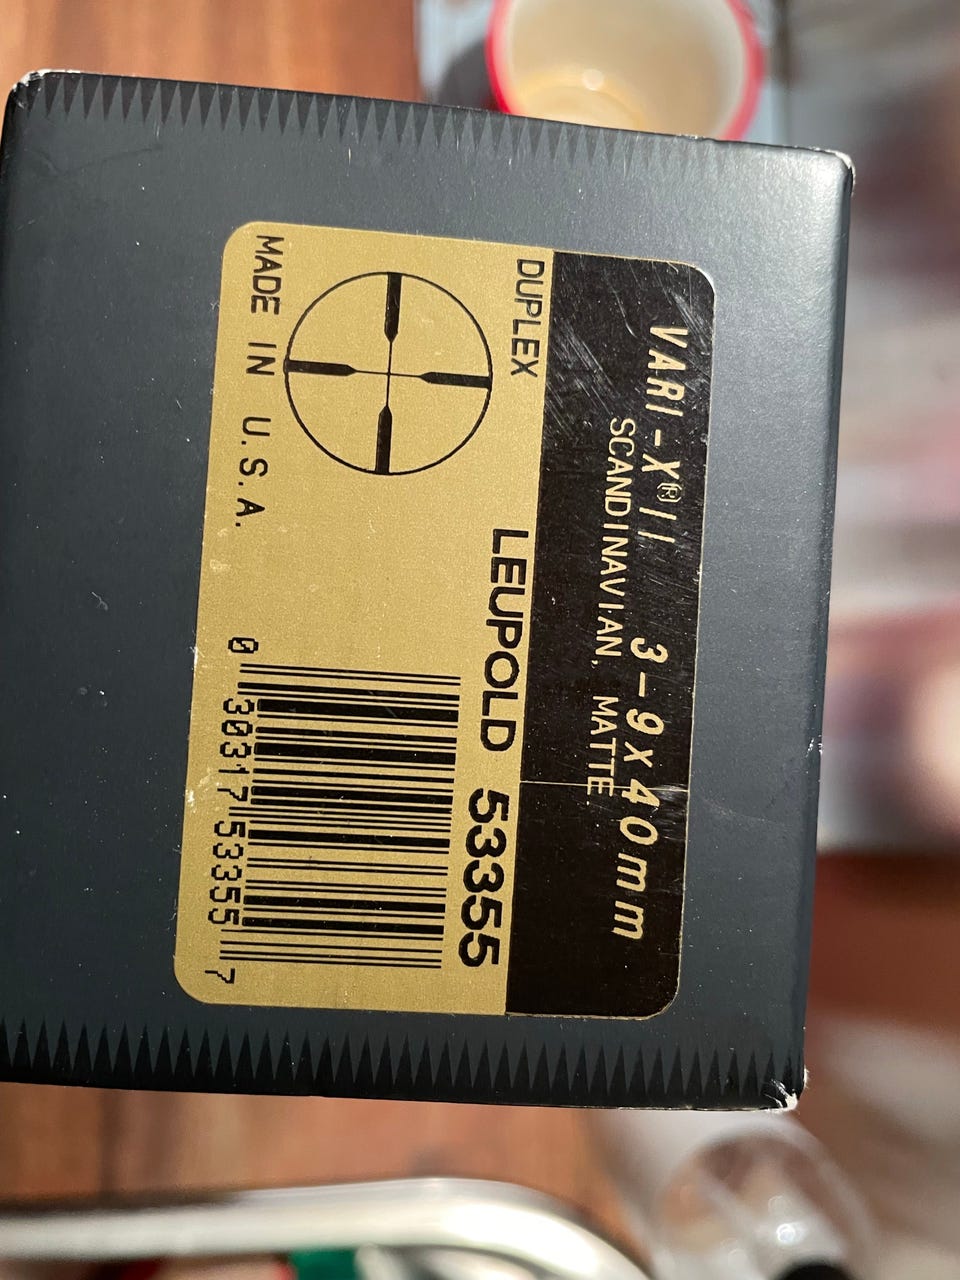 VARI-X®II 3-9x40mm
SCANDINAVIAN, MATTE
DUPLEX
LEUPOLD 53355
MADE IN U.S.A.
0 30317 53355 7